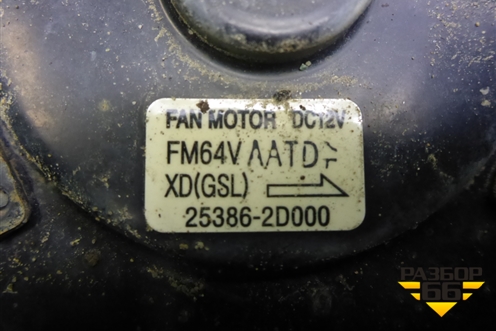 FAN MOTOR DC12V
FM64V AATD
XD(GSL)
25386-2D000
РАЗБОР
66